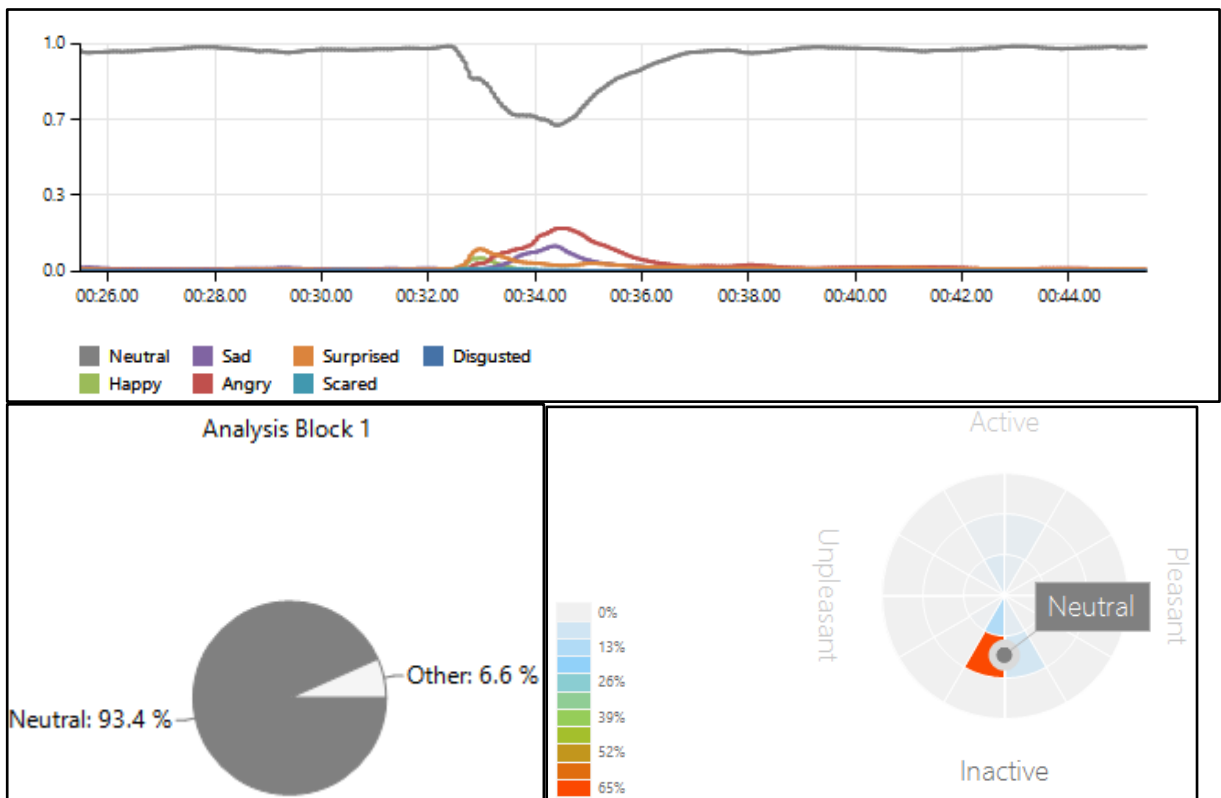 1.0
0.7
0.3
0.0
00:26.00 00:28.00 00:30.00 00:32.00 00:34.00 00:36.00 00:38.00 00:40.00 00:42.00 00:44.00
Neutral Sad Surprised Disgusted
Happy Angry Scared
Analysis Block 1
Other: 6.6 %
Neutral: 93.4 %
Active
Unpleasant
Pleasant
Neutral
Inactive
0%
13%
26%
39%
52%
65%